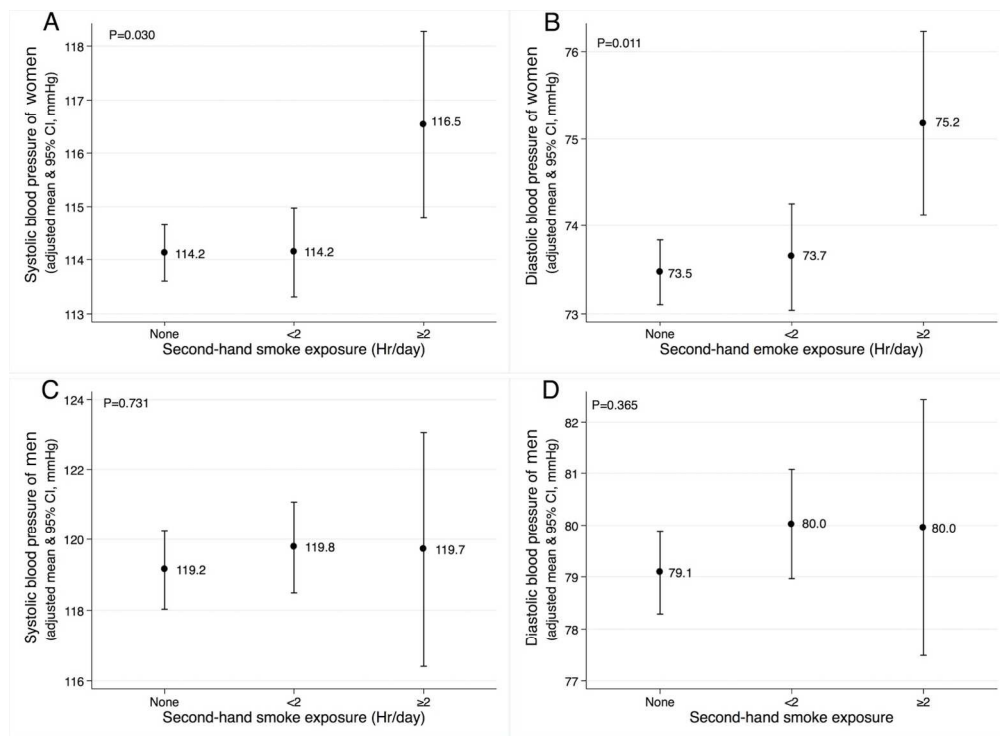 A
P=0.030
Systolic blood pressure of women
(adjusted mean & 95% CI, mmHg)
118
117
116
115
114
113
114.2
114.2
116.5
None
<2
≥2
Second-hand smoke exposure (Hr/day)
B
P=0.011
Diastolic blood pressure of women
(adjusted mean & 95% CI, mmHg)
76
75
74
73
73.5
73.7
75.2
None
<2
≥2
Second-hand emoke exposure (Hr/day)
C
P=0.731
Systolic blood pressure of men
(adjusted mean & 95% CI, mmHg)
124
122
120
118
116
119.2
119.8
119.7
None
<2
≥2
Second-hand smoke exposure (Hr/day)
D
P=0.365
Diastolic blood pressure of men
(adjusted mean & 95% CI, mmHg)
82
81
80
79
78
77
79.1
80.0
80.0
None
<2
≥2
Second-hand smoke exposure